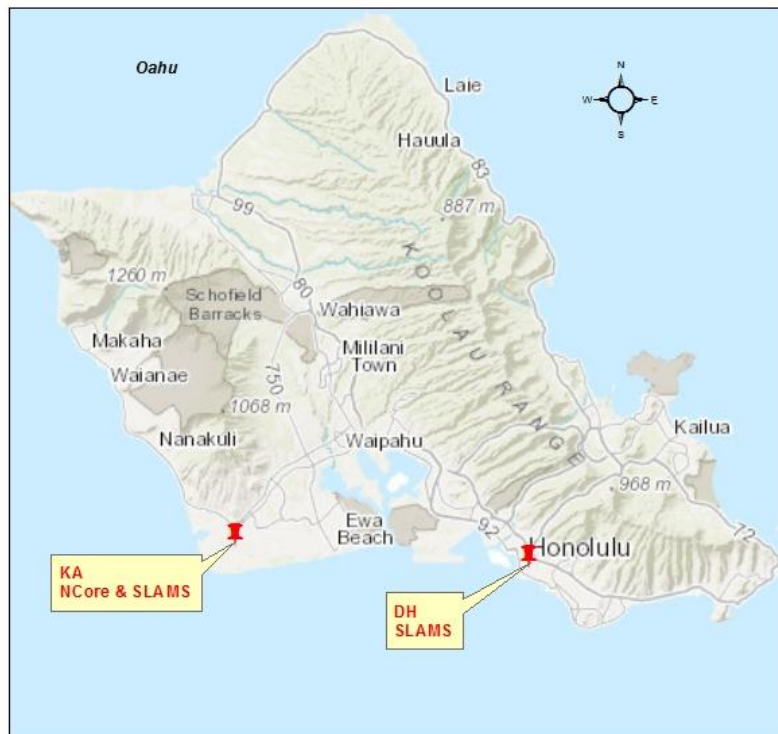 Oahu
N
W
E
S
Laie
Hauula
83
99
887 m
KOOLAU RANGE
1260 m
80
Schofield
Barracks
Wahiawa
Makaha
Mililani
Town
Waianae
750
1068 m
Nanakuli
Waipahu
Kailua
968 m
Ewa
Beach
92
72
Honolulu
KA
NCore & SLAMS
DH
SLAMS